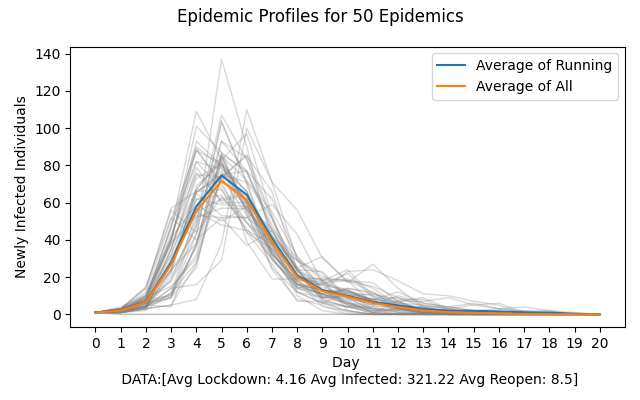 Epidemic Profiles for 50 Epidemics
Newly Infected Individuals
140
120
100
80
60
40
20
0
Average of Running
Average of All
0 1 2 3 4 5 6 7 8 9 10 11 12 13 14 15 16 17 18 19 20
Day
DATA:[Avg Lockdown: 4.16 Avg Infected: 321.22 Avg Reopen: 8.5]